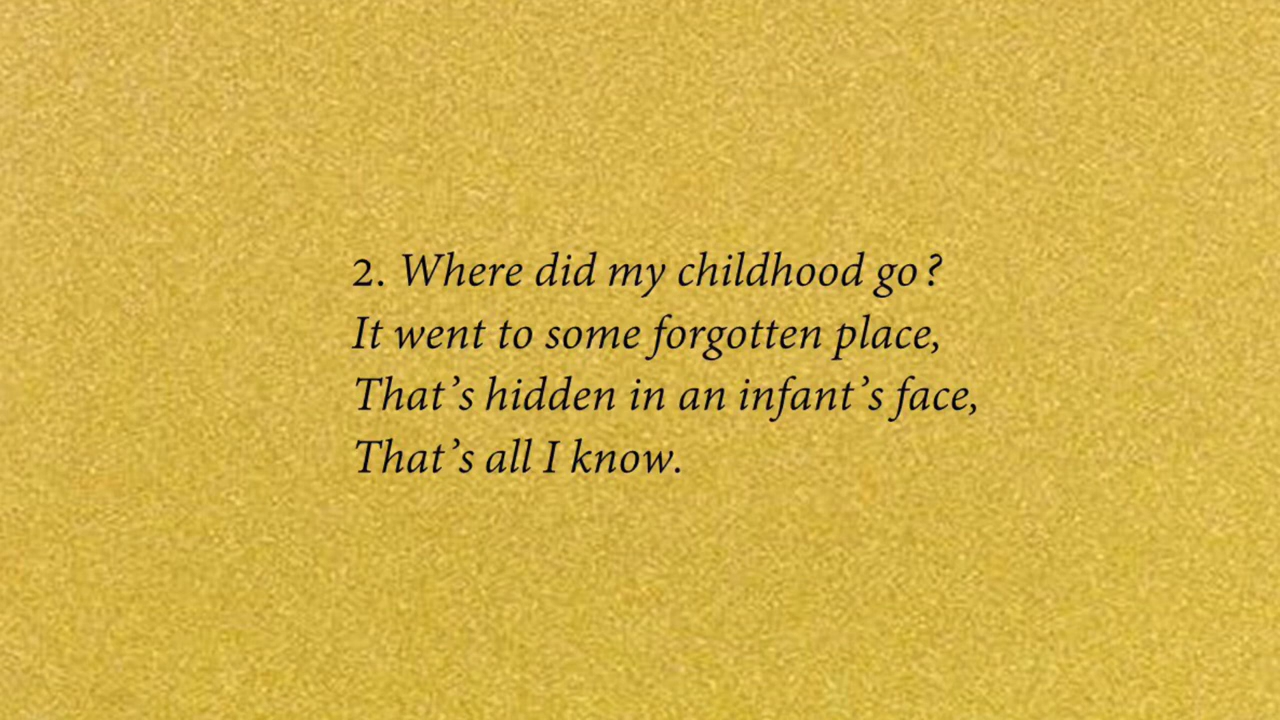 2. Where did my childhood go?
It went to some forgotten place,
That’s hidden in an infant’s face,
That’s all I know.